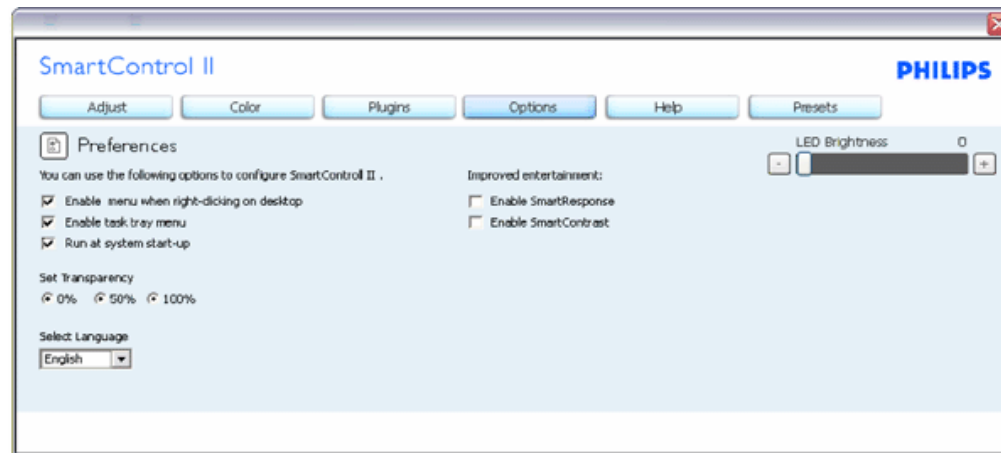 SmartControl II
PHILIPS
Adjust Color Plugins Options Help Presets
Preferences
LED Brightness 0
- +
You can use the following options to configure SmartControl II .
Improved entertainment:
Enable menu when right-clicking on desktop
Enable SmartResponse
Enable task tray menu
Enable SmartContrast
Run at system start-up
Set Transparency
0% 50% 100%
Select Language
English